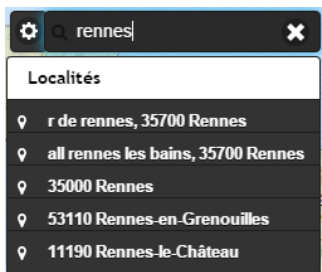 rennes
Localités
r de rennes, 35700 Rennes
all rennes les bains, 35700 Rennes
35000 Rennes
53110 Rennes-en-Grenouilles
11190 Rennes-le-Château